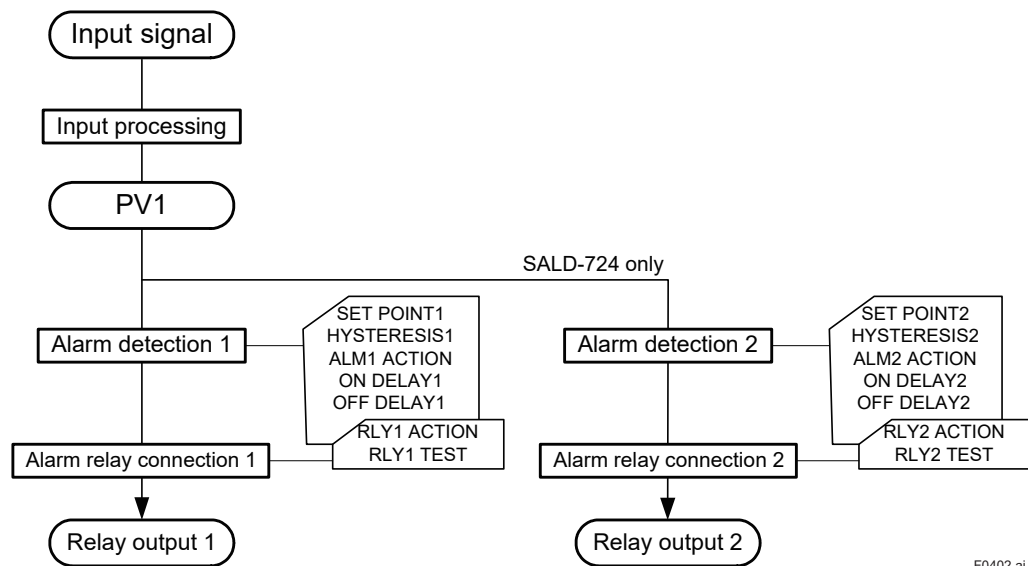 Input signal
Input processing
PV1
SALD-724 only
Alarm detection 1
SET POINT1
HYSTERESIS1
ALM1 ACTION
ON DELAY1
OFF DELAY1
Alarm relay connection 1
RLY1 ACTION
RLY1 TEST
Relay output 1
Alarm detection 2
SET POINT2
HYSTERESIS2
ALM2 ACTION
ON DELAY2
OFF DELAY2
Alarm relay connection 2
RLY2 ACTION
RLY2 TEST
Relay output 2
F0402.ai